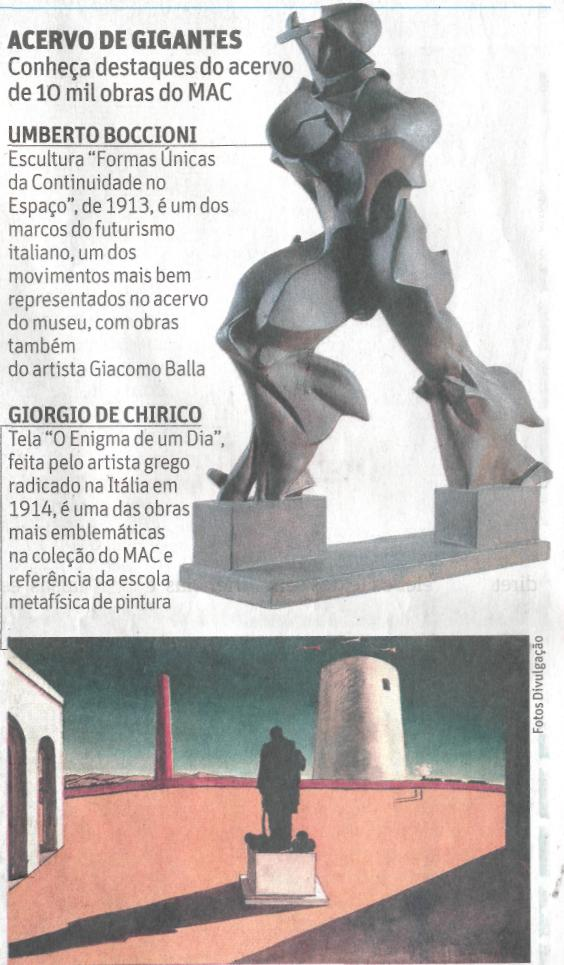 ACERVO DE GIGANTES
Conheça destaques do acervo
de 10 mil obras do MAC
UMBERTO BOCCIONI
Escultura “Formas Únicas
da Continuidade no
Espaço”, de 1913, é um dos
marcos do futurismo
italiano, um dos
movimentos mais bem
representados no acervo
do museu, com obras
também
do artista Giacomo Balla
GIORGIO DE CHIRICO
Tela “O Enigma de um Dia”,
feita pelo artista grego
radicado na Itália em
1914, é uma das obras
mais emblemáticas
na coleção do MAC e
referência da escola
metafísica de pintura
Fotos Divulgação